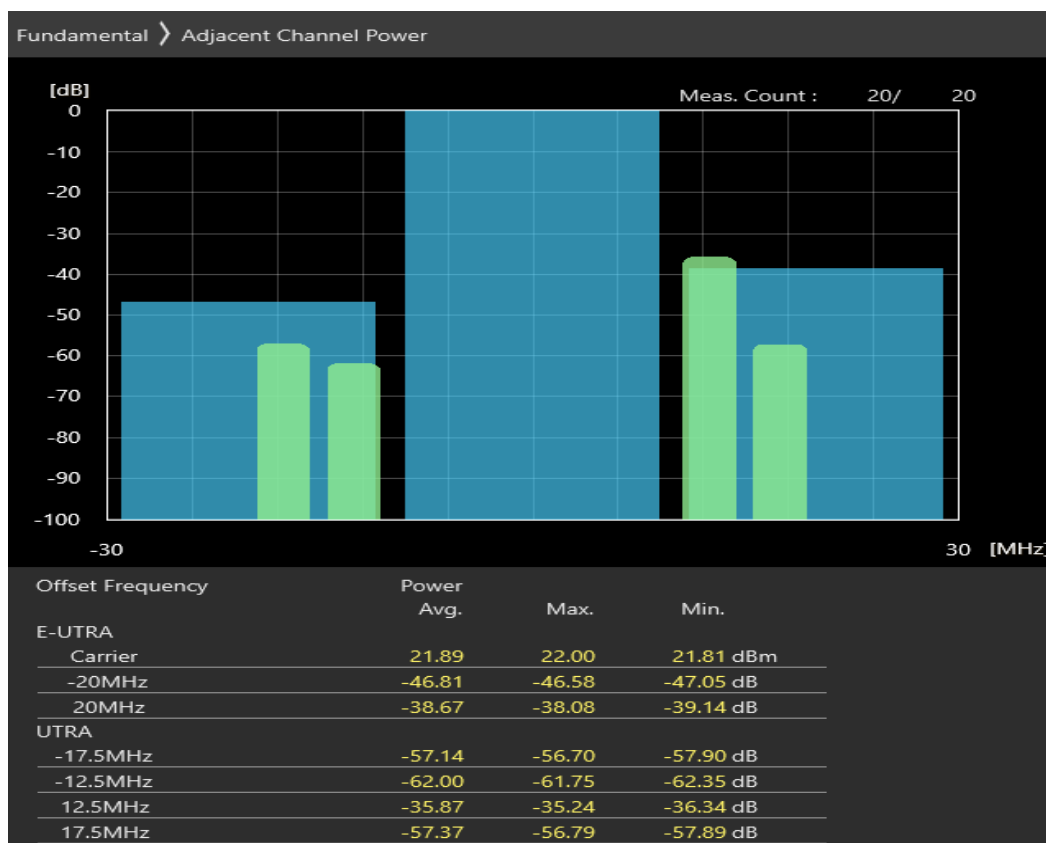 Fundamental 〉 Adjacent Channel Power
[dB]
Meas. Count : 20/ 20
0
-10
-20
-30
-40
-50
-60
-70
-80
-90
-100
-30 30 [MHz]
Offset Frequency Power
Avg. Max. Min.
E-UTRA
Carrier 21.89 22.00 21.81 dBm
-20MHz -46.81 -46.58 -47.05 dB
20MHz -38.67 -38.08 -39.14 dB
UTRA
-17.5MHz -57.14 -56.70 -57.90 dB
-12.5MHz -62.00 -61.75 -62.35 dB
12.5MHz -35.87 -35.24 -36.34 dB
17.5MHz -57.37 -56.79 -57.89 dB